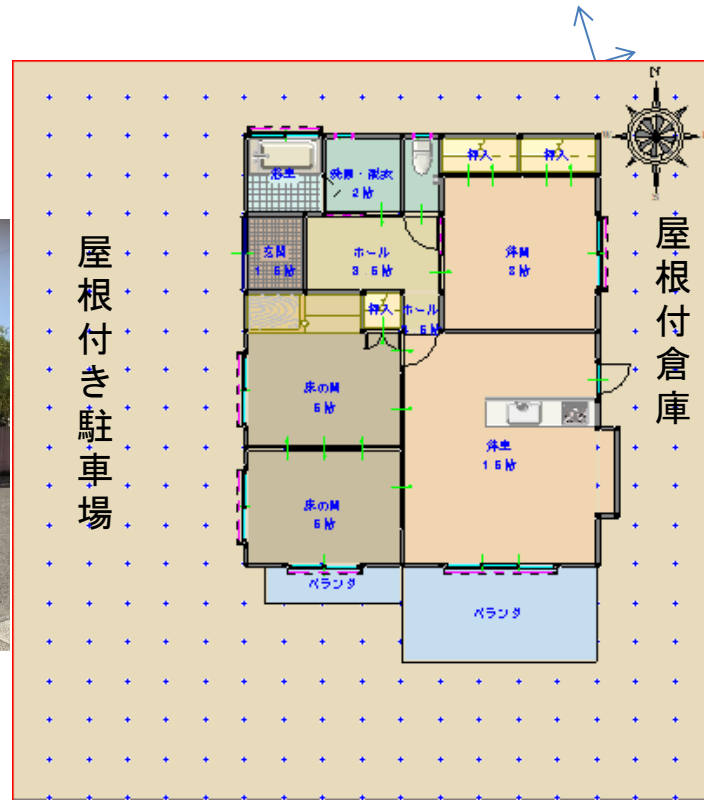 N
W
S
浴室
洗面・脱衣
2帖
押入
押入
玄関
1.5帖
ホール
3.5帖
洋間
8帖
屋根付き駐車場
屋根付倉庫
押入
ホール
床の間
6帖
洋室
床の間
6帖
ベランダ
ベランダ